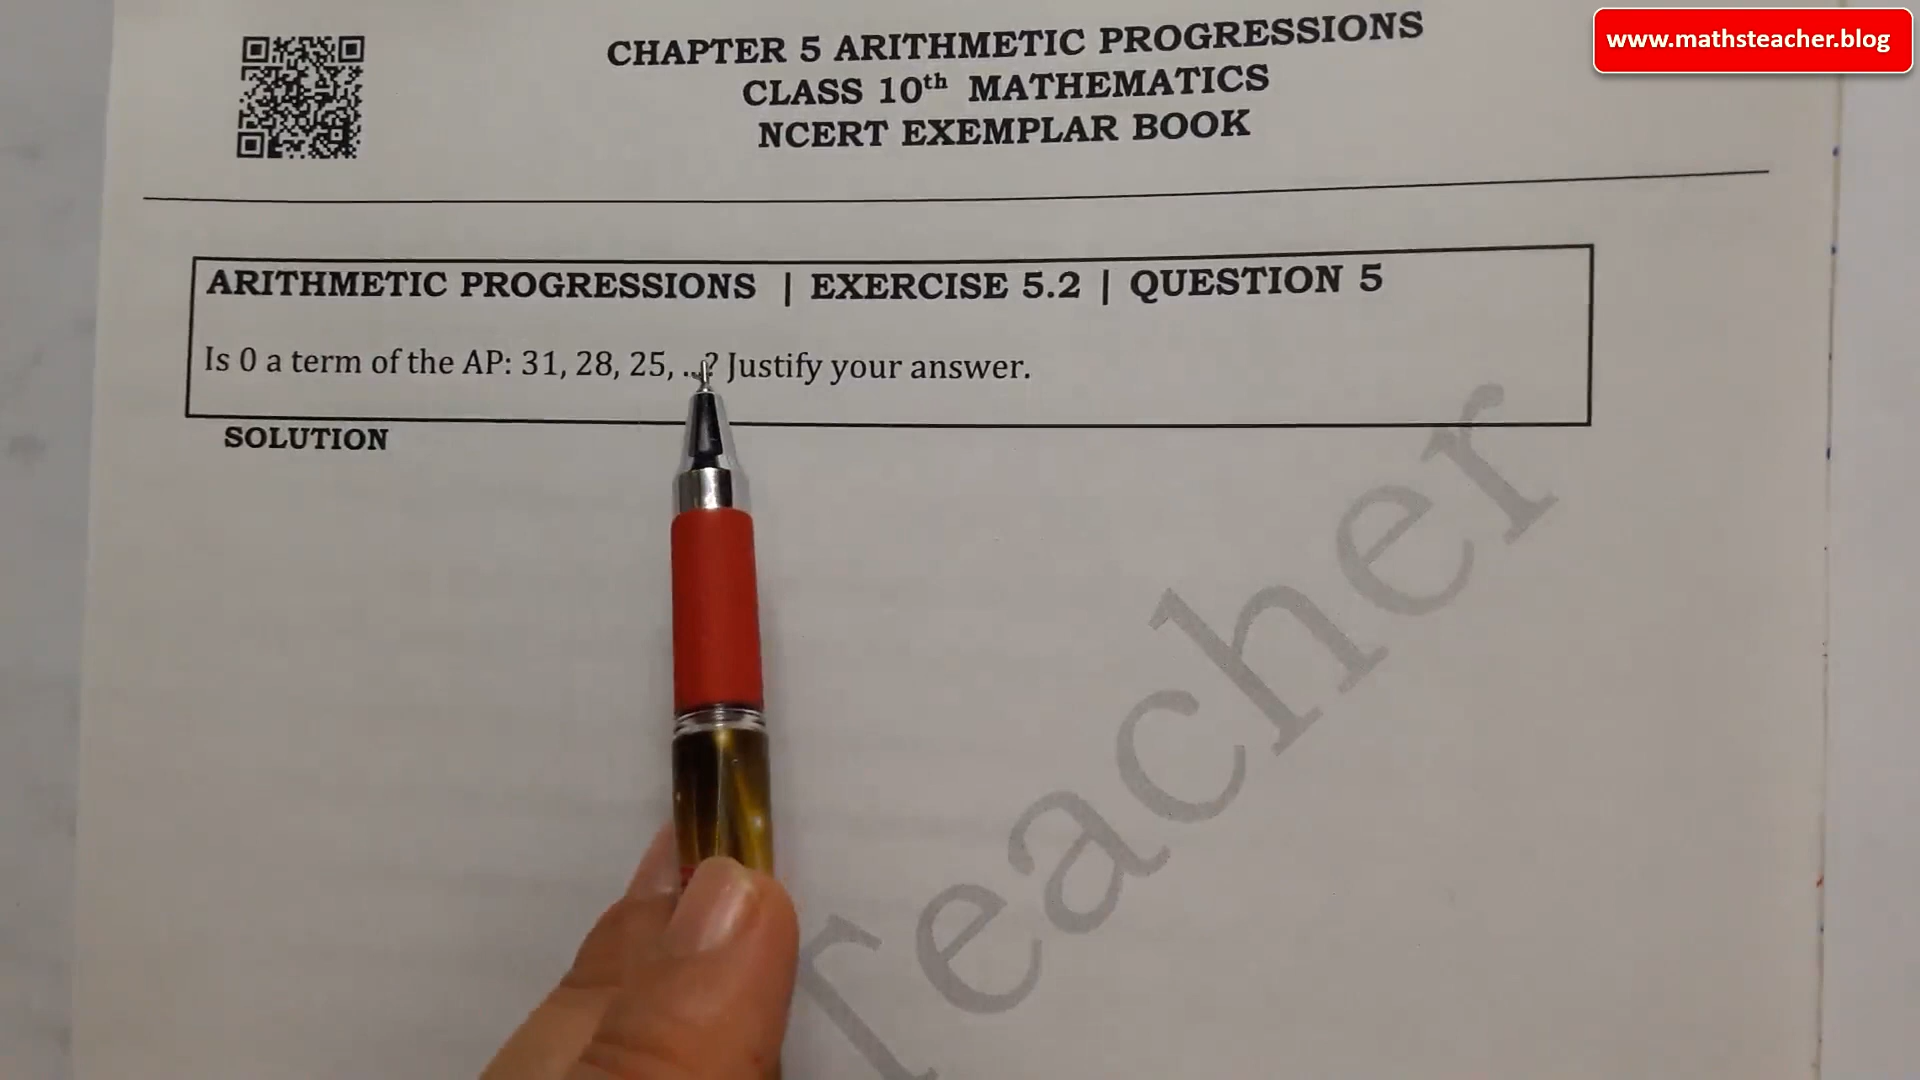 www.mathsteacher.blog
CHAPTER 5 ARITHMETIC PROGRESSIONS
CLASS 10th MATHEMATICS
NCERT EXEMPLAR BOOK
ARITHMETIC PROGRESSIONS | EXERCISE 5.2 | QUESTION 5
Is 0 a term of the AP: 31, 28, 25, ...? Justify your answer.
SOLUTION
Teacher